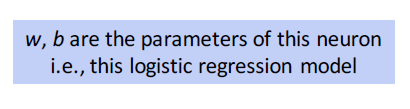 w, b are the parameters of this neuron
i.e., this logistic regression model